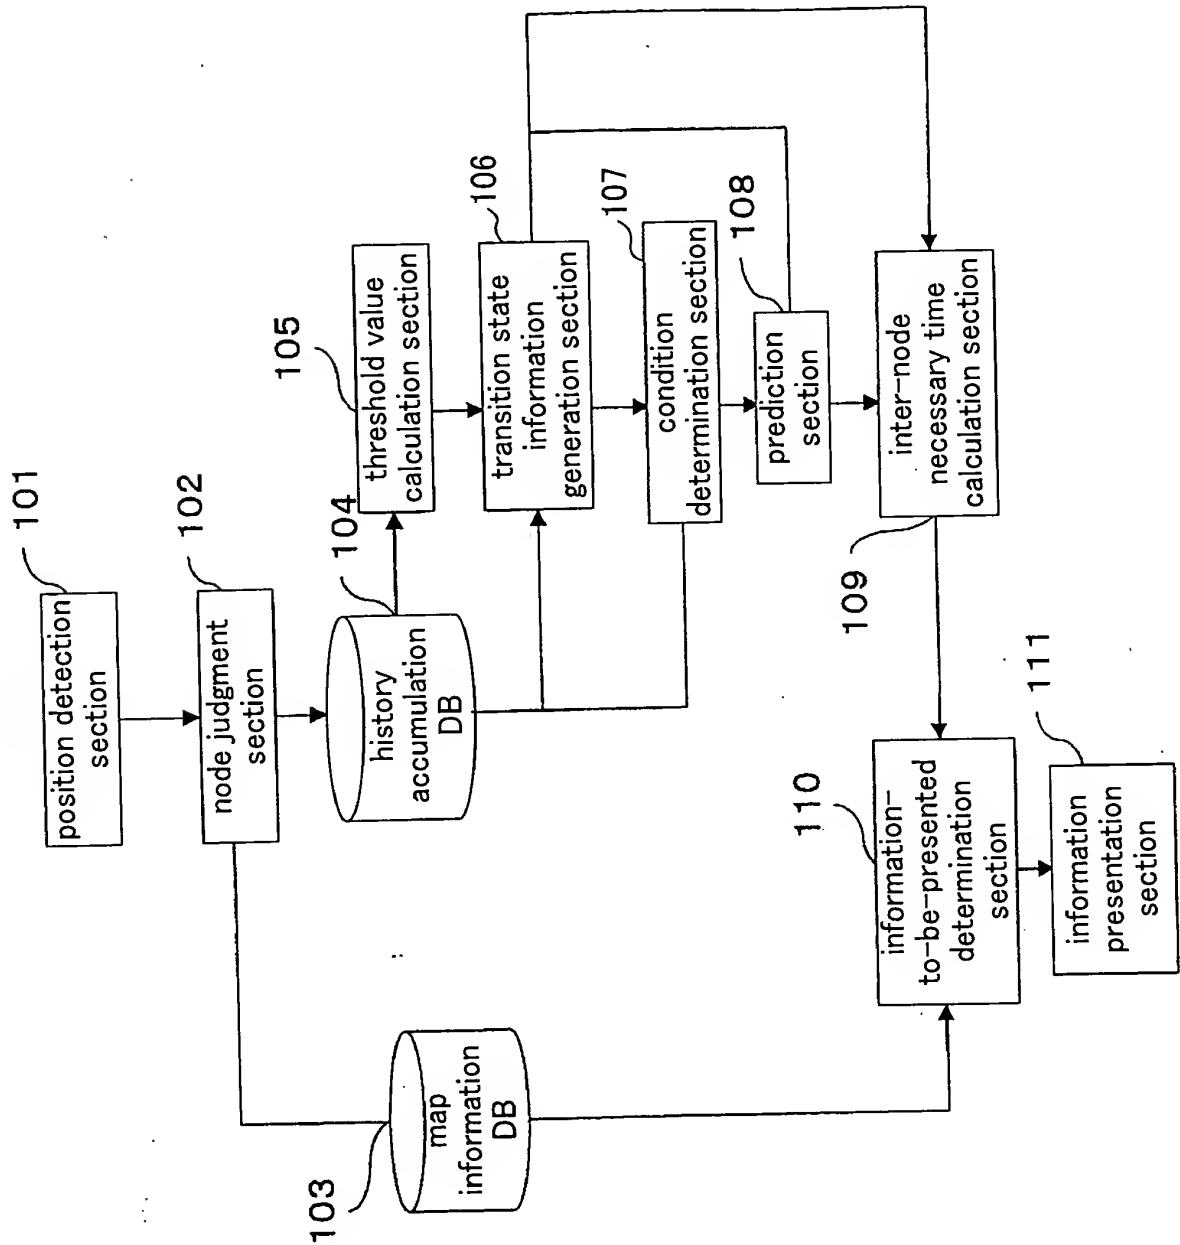 101
position detection
section
102
node judgment
section
103
map
information
DB
104
history
accumulation
DB
105
threshold value
calculation section
106
transition state
information
generation section
107
condition
determination section
108
prediction
section
109
inter-node
necessary time
calculation section
110
information-
to-be-presented
determination
section
111
information
presentation
section